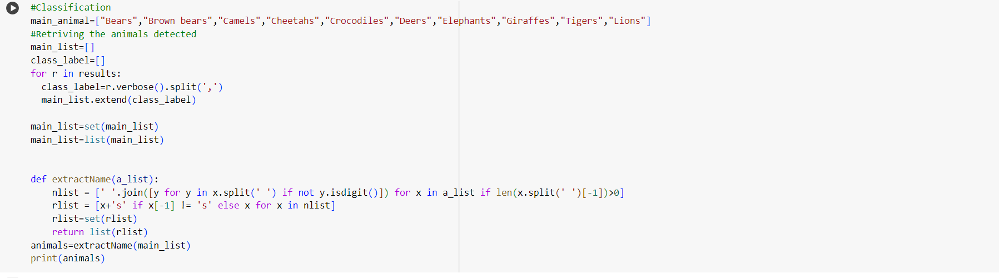 #Classification
main_animal=["Bears","Brown bears","Camels","Cheetahs","Crocodiles","Deers","Elephants","Giraffes","Tigers","Lions"]
#Retriving the animals detected
main_list=[]
class_label=[]
for r in results:
  class_label=r.verbose().split(',')
  main_list.extend(class_label)
main_list=set(main_list)
main_list=list(main_list)
def extractName(a_list):
    nlist = [' '.join([y for y in x.split(' ') if not y.isdigit()]) for x in a_list if len(x.split(' ')[-1])>0]
    rlist = [x+'s' if x[-1] != 's' else x for x in nlist]
    rlist=set(rlist)
    return list(rlist)
animals=extractName(main_list)
print(animals)